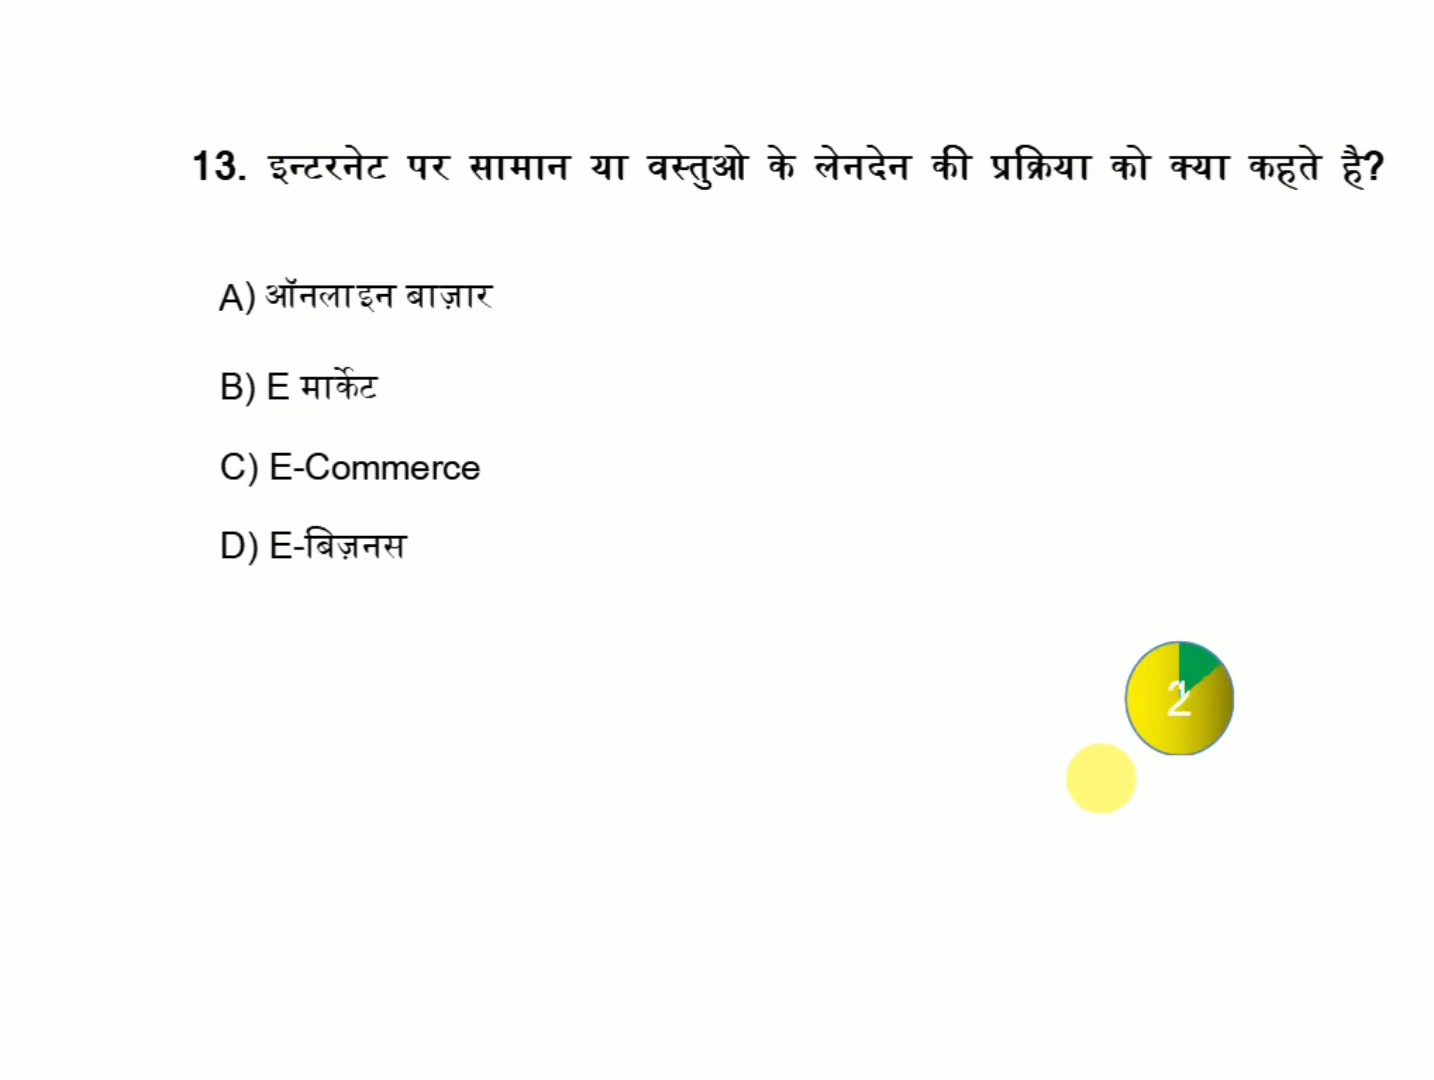 13. इन्टरनेट पर सामान या वस्तुओ के लेनदेन की प्रक्रिया को क्या कहते है?
A) ऑनलाइन बाज़ार
B) E मार्केट
C) E-Commerce
D) E-बिज़नस